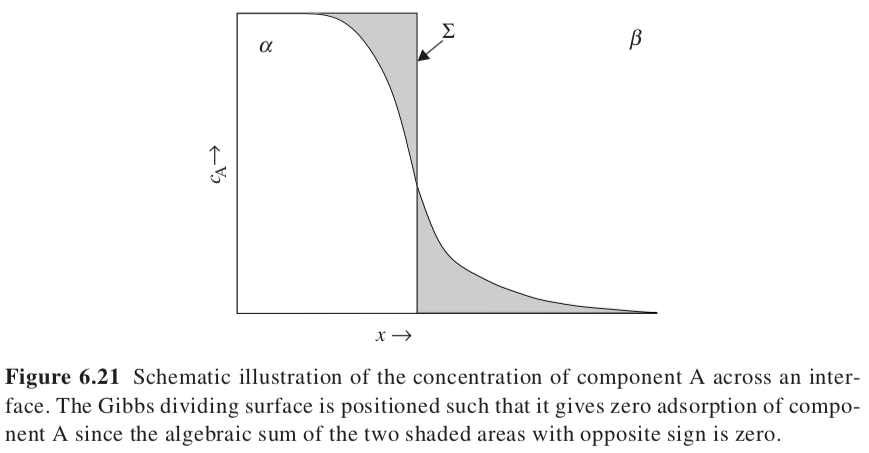 α
Σ
β
c_A →
x →
Figure 6.21 Schematic illustration of the concentration of component A across an inter-
face. The Gibbs dividing surface is positioned such that it gives zero adsorption of compo-
nent A since the algebraic sum of the two shaded areas with opposite sign is zero.